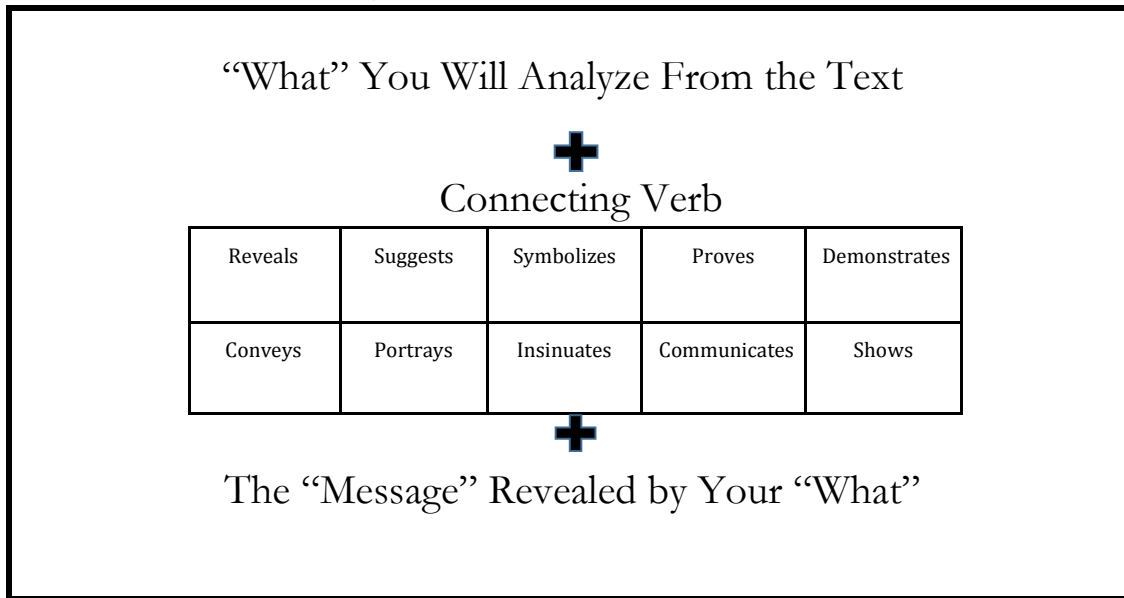 “What” You Will Analyze From the Text
Connecting Verb
Reveals Suggests Symbolizes Proves Demonstrates
Conveys Portrays Insinuates Communicates Shows
The “Message” Revealed by Your “What”